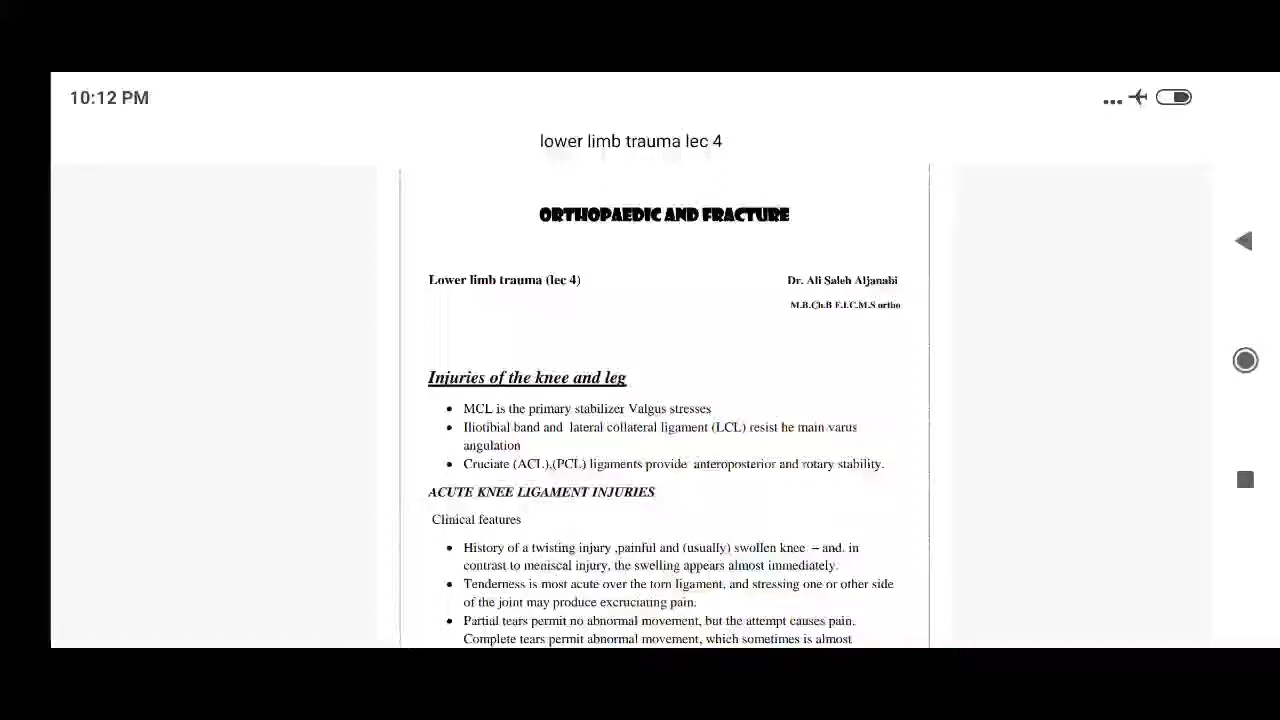 10:12 PM
lower limb trauma lec 4
ORTHOPAEDIC AND FRACTURE
Lower limb trauma (lec 4)
Dr. Ali Saleh Aljanabi
M.B.Ch.B F.I.C.M.S ortho
Injuries of the knee and leg
• MCL is the primary stabilizer Valgus stresses
• Iliotibial band and lateral collateral ligament (LCL) resist he main varus
angulation
• Cruciate (ACL),(PCL) ligaments provide anteroposterior and rotary stability.
ACUTE KNEE LIGAMENT INJURIES
Clinical features
• History of a twisting injury ,painful and (usually) swollen knee – and. in
contrast to meniscal injury, the swelling appears almost immediately.
• Tenderness is most acute over the torn ligament, and stressing one or other side
of the joint may produce excruciating pain.
• Partial tears permit no abnormal movement, but the attempt causes pain.
Complete tears permit abnormal movement, which sometimes is almost